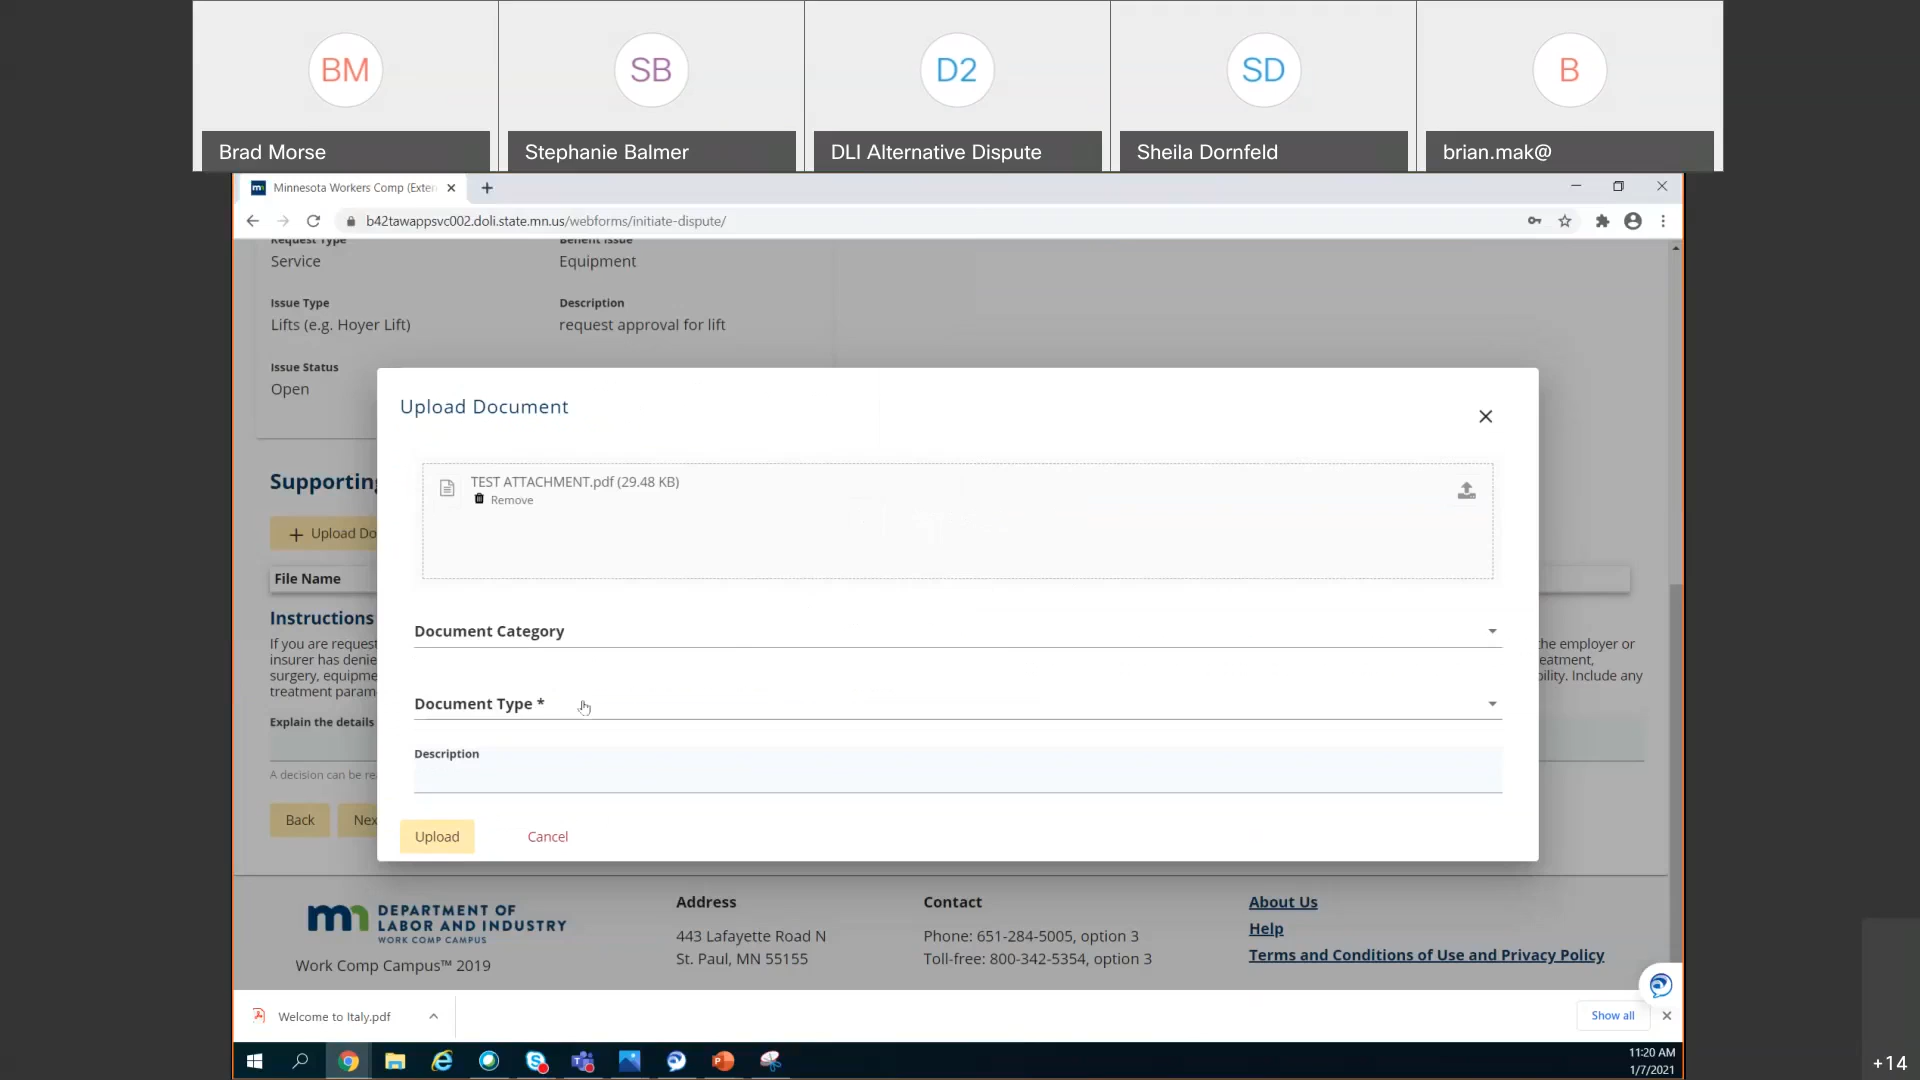 BM
SB
D2
SD
B
Brad Morse
Stephanie Balmer
DLI Alternative Dispute
Sheila Dornfeld
brian.mak@
Minnesota Workers Comp (Exter
b42tawappsvc002.doli.state.mn.us/webforms/initiate-dispute/
Request Type
Benefit Issue
Service
Equipment
Issue Type
Description
Lifts (e.g. Hoyer Lift)
request approval for lift
Issue Status
Open
Upload Document
TEST ATTACHMENT.pdf (29.48 KB)
Remove
Supporting
Upload Do
File Name
Document Category
Instructions
If you are request
the employer or
insurer has denie
eatment,
surgery, equipme
bility. Include any
treatment param
Document Type *
Explain the details
Description
A decision can be re
Back
Nex
Upload
Cancel
mn DEPARTMENT OF
LABOR AND INDUSTRY
WORK COMP CAMPUS
Work Comp Campus™ 2019
Address
443 Lafayette Road N
St. Paul, MN 55155
Contact
Phone: 651-284-5005, option 3
Toll-free: 800-342-5354, option 3
About Us
Help
Terms and Conditions of Use and Privacy Policy
Welcome to Italy.pdf
Show all
11:20 AM
1/7/2021
+14